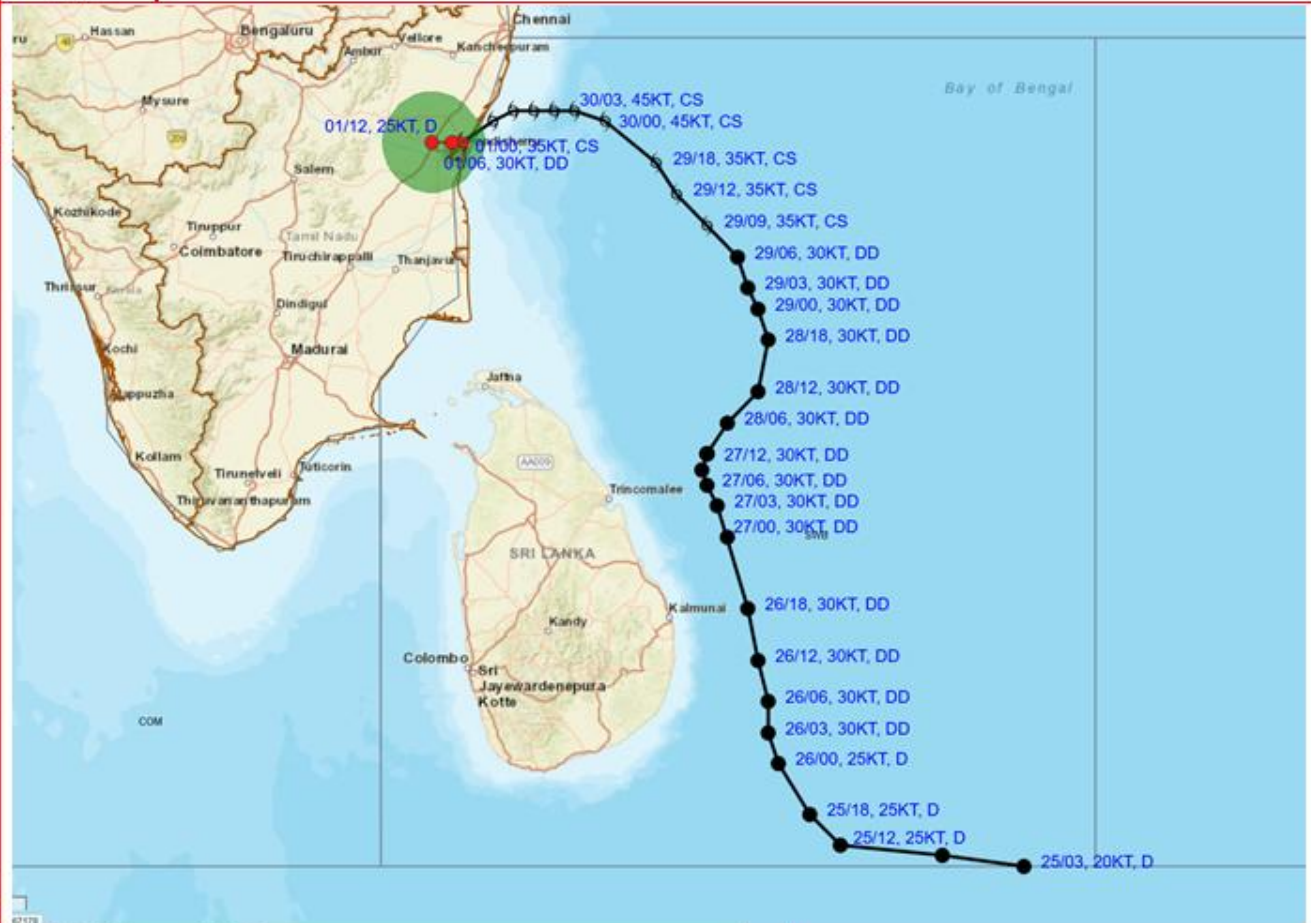 Chennai
ru
Hassan
48
Bengaluru
Vellore
Ambur
Kancheepuram
Bay of Bengal
Mysure
30/03, 45KT, CS
30/00, 45KT, CS
01/12, 25KT, D
01/00, 35KT, CS
01/06, 30KT, DD
29/18, 35KT, CS
Salem
29/12, 35KT, CS
Kozhikode
29/09, 35KT, CS
Tiruppur
Tamil Nadu
Coimbatore
Tiruchirappalli
Thanjavur
29/06, 30KT, DD
Thrissur
Kerala
29/03, 30KT, DD
Dindigul
29/00, 30KT, DD
28/18, 30KT, DD
Kochi
Madurai
Jaffna
28/12, 30KT, DD
Alappuzha
28/06, 30KT, DD
Kollam
27/12, 30KT, DD
AA009
Tirunelveli
Tuticorin
27/06, 30KT, DD
Trincomalee
Thiruvananthapuram
27/03, 30KT, DD
27/00, 30KT, DD
SWB
SRI LANKA
26/18, 30KT, DD
Kalmunai
Kandy
26/12, 30KT, DD
Colombo
Sri
Jayewardenepura
Kotte
26/06, 30KT, DD
COM
26/03, 30KT, DD
26/00, 25KT, D
25/18, 25KT, D
25/12, 25KT, D
25/03, 20KT, D